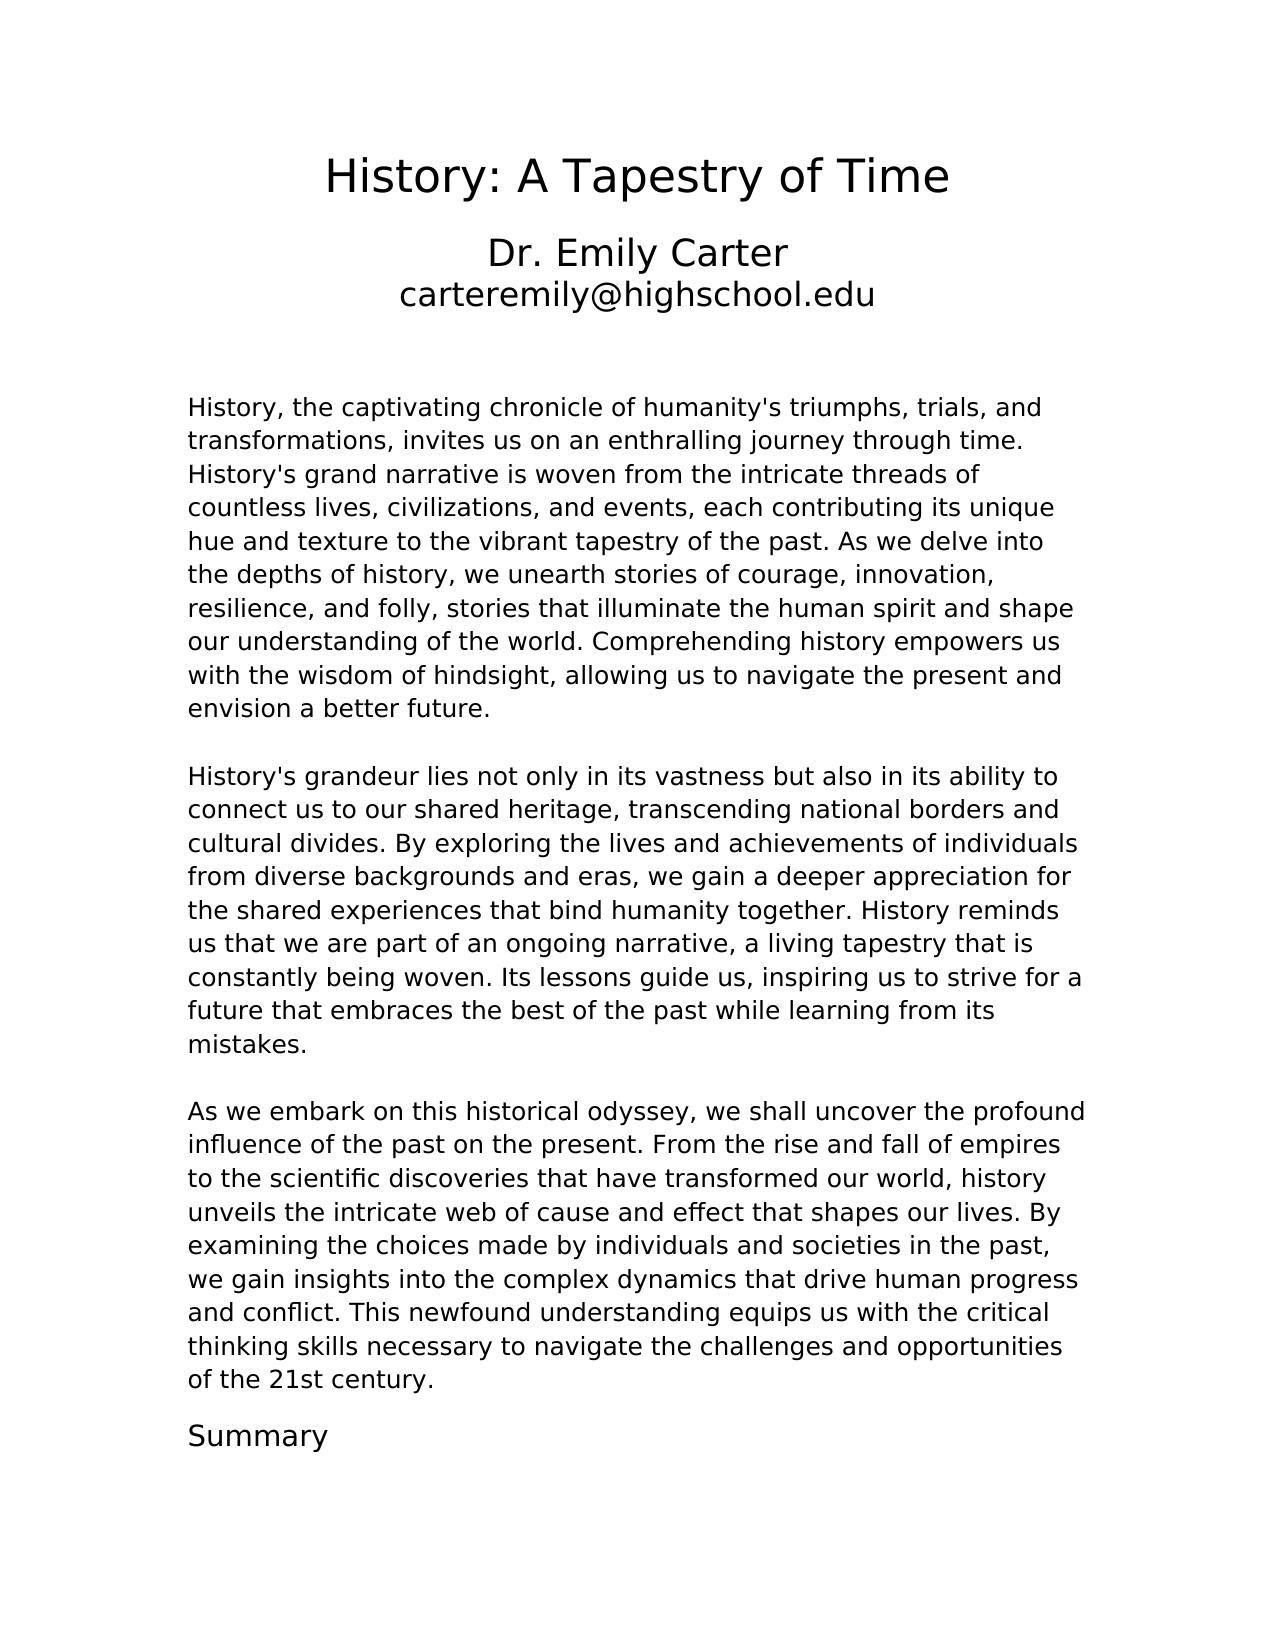 History: A Tapestry of Time
Dr. Emily Carter
carteremily@highschool.edu
History, the captivating chronicle of humanity's triumphs, trials, and
transformations, invites us on an enthralling journey through time.
History's grand narrative is woven from the intricate threads of
countless lives, civilizations, and events, each contributing its unique
hue and texture to the vibrant tapestry of the past. As we delve into
the depths of history, we unearth stories of courage, innovation,
resilience, and folly, stories that illuminate the human spirit and shape
our understanding of the world. Comprehending history empowers us
with the wisdom of hindsight, allowing us to navigate the present and
envision a better future.
History's grandeur lies not only in its vastness but also in its ability to
connect us to our shared heritage, transcending national borders and
cultural divides. By exploring the lives and achievements of individuals
from diverse backgrounds and eras, we gain a deeper appreciation for
the shared experiences that bind humanity together. History reminds
us that we are part of an ongoing narrative, a living tapestry that is
constantly being woven. Its lessons guide us, inspiring us to strive for a
future that embraces the best of the past while learning from its
mistakes.
As we embark on this historical odyssey, we shall uncover the profound
influence of the past on the present. From the rise and fall of empires
to the scientific discoveries that have transformed our world, history
unveils the intricate web of cause and effect that shapes our lives. By
examining the choices made by individuals and societies in the past,
we gain insights into the complex dynamics that drive human progress
and conflict. This newfound understanding equips us with the critical
thinking skills necessary to navigate the challenges and opportunities
of the 21st century.
Summary